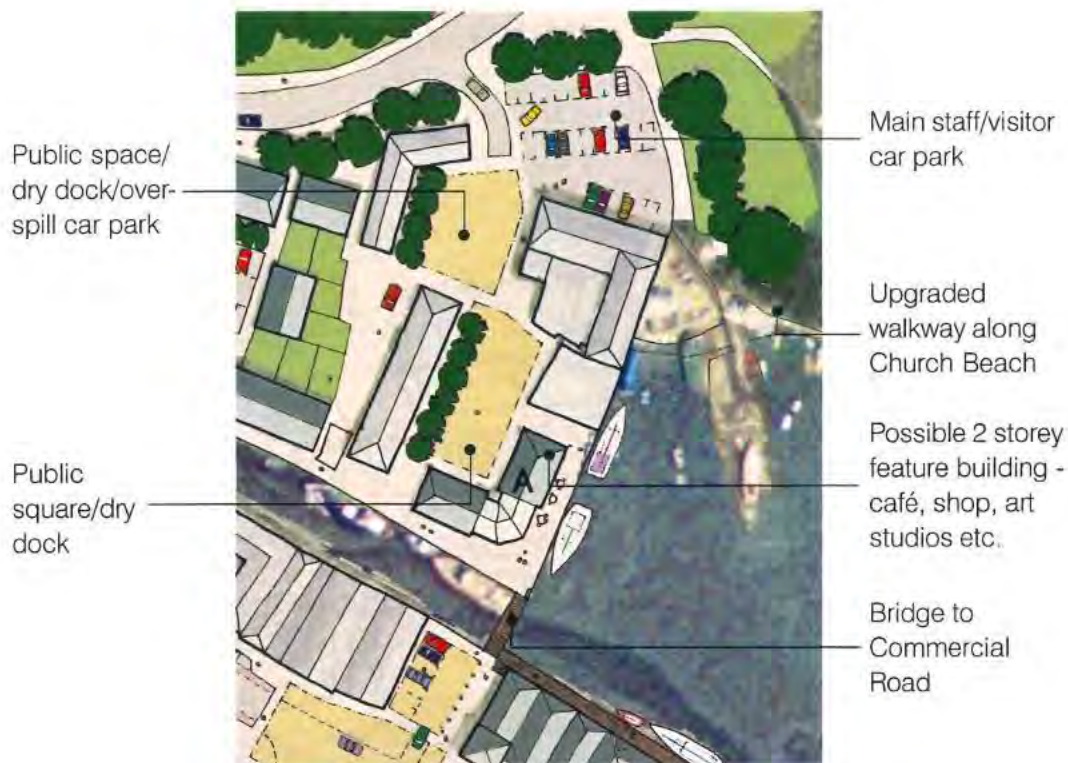 Public space/
dry dock/over-
spill car park
Public
square/dry
dock
A
Main staff/visitor
car park
Upgraded
walkway along
Church Beach
Possible 2 storey
feature building -
café, shop, art
studios etc.
Bridge to
Commercial
Road